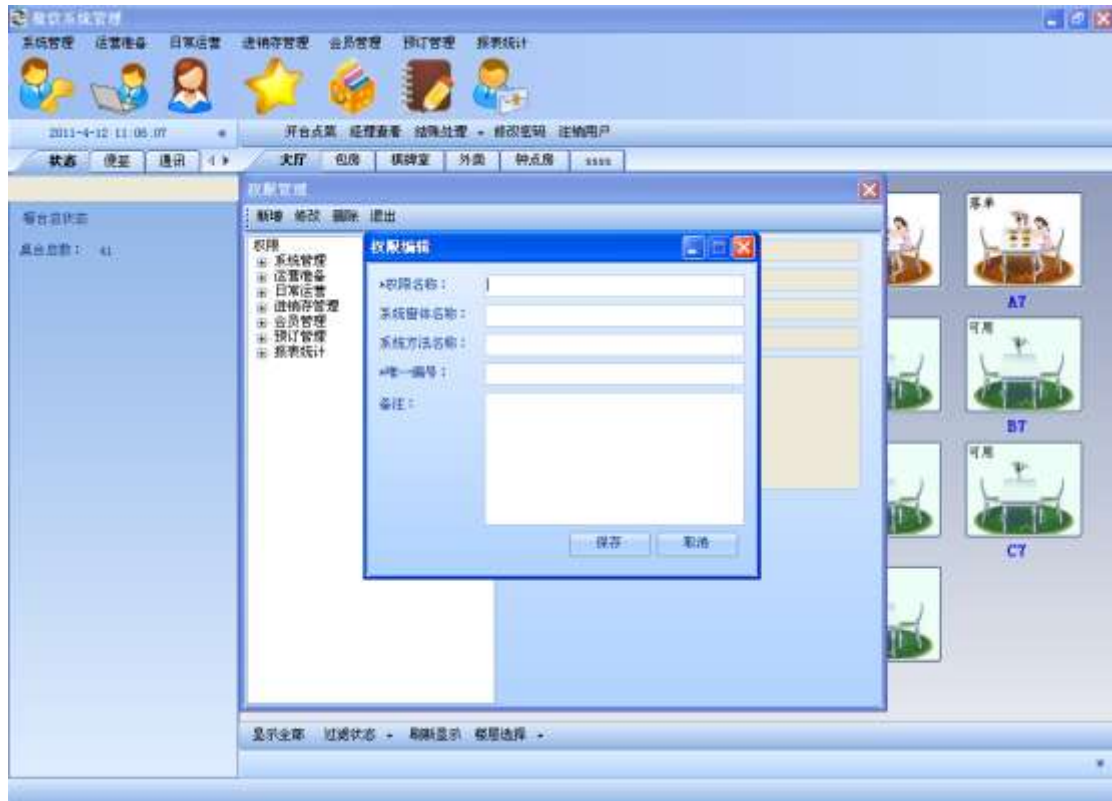 餐饮系统管理
系统管理 运营准备 日常运营 进销存管理 会员管理 预订管理 报表统计
2011-4-12 11:06:07
开台点菜 经理查看 结账处理 修改密码 注销用户
状态 便签 通讯
大厅 包房 棋牌室 外卖 钟点房 ssss
权限管理
新增 修改 删除 退出
餐台总状态
桌台总数： 41
权限
系统管理
运营准备
日常运营
进销存管理
会员管理
预订管理
报表统计
权限编辑
*权限名称：
系统窗体名称：
系统方法名称：
*唯一编号：
备注：
保存 取消
落单
A7
可用
B7
可用
C7
显示全部 过滤状态 刷新显示 楼层选择